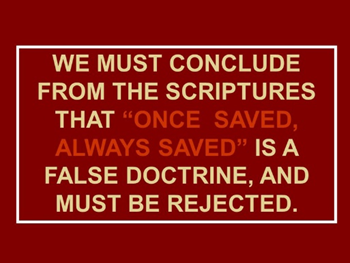 WE MUST CONCLUDE
FROM THE SCRIPTURES
THAT “ONCE  SAVED,
ALWAYS SAVED” IS A
FALSE DOCTRINE, AND
MUST BE REJECTED.